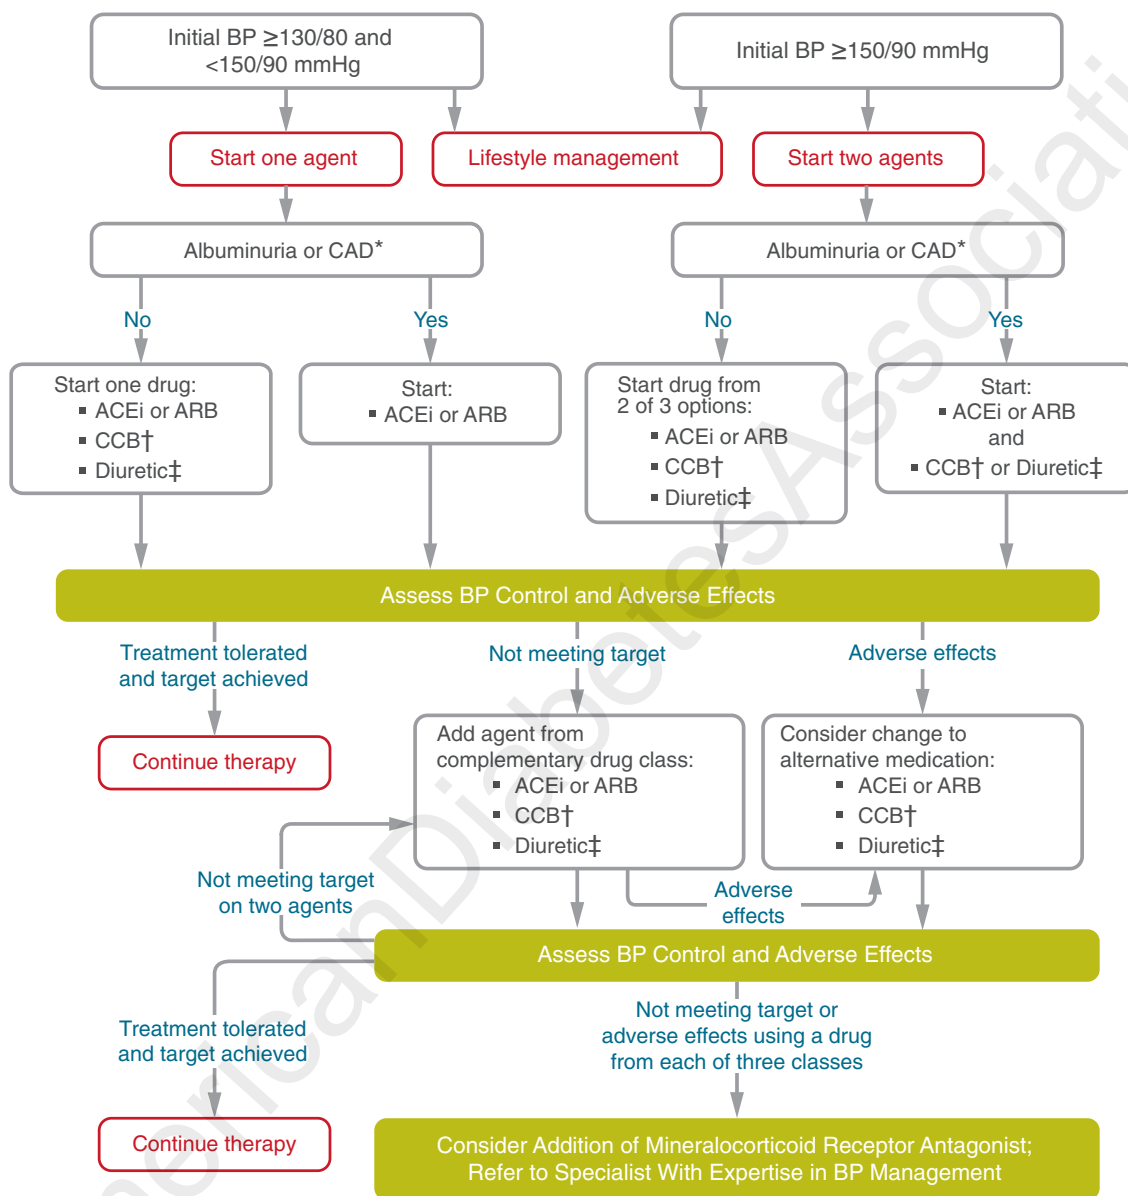 Initial BP ≥130/80 and
<150/90 mmHg
Initial BP ≥150/90 mmHg
Start one agent
Lifestyle management
Start two agents
Albuminuria or CAD*
Albuminuria or CAD*
No
Yes
No
Yes
Start one drug:
▪ ACEi or ARB
▪ CCB†
▪ Diuretic‡
Start:
▪ ACEi or ARB
Start drug from
2 of 3 options:
▪ ACEi or ARB
▪ CCB†
▪ Diuretic‡
Start:
▪ ACEi or ARB
and
▪ CCB† or Diuretic‡
Assess BP Control and Adverse Effects
Treatment tolerated
and target achieved
Not meeting target
Adverse effects
Continue therapy
Add agent from
complementary drug class:
▪ ACEi or ARB
▪ CCB†
▪ Diuretic‡
Consider change to
alternative medication:
▪ ACEi or ARB
▪ CCB†
▪ Diuretic‡
Not meeting target
on two agents
Adverse
effects
Assess BP Control and Adverse Effects
Treatment tolerated
and target achieved
Not meeting target or
adverse effects using a drug
from each of three classes
Continue therapy
Consider Addition of Mineralocorticoid Receptor Antagonist;
Refer to Specialist With Expertise in BP Management
mericanDiabetesAssociati